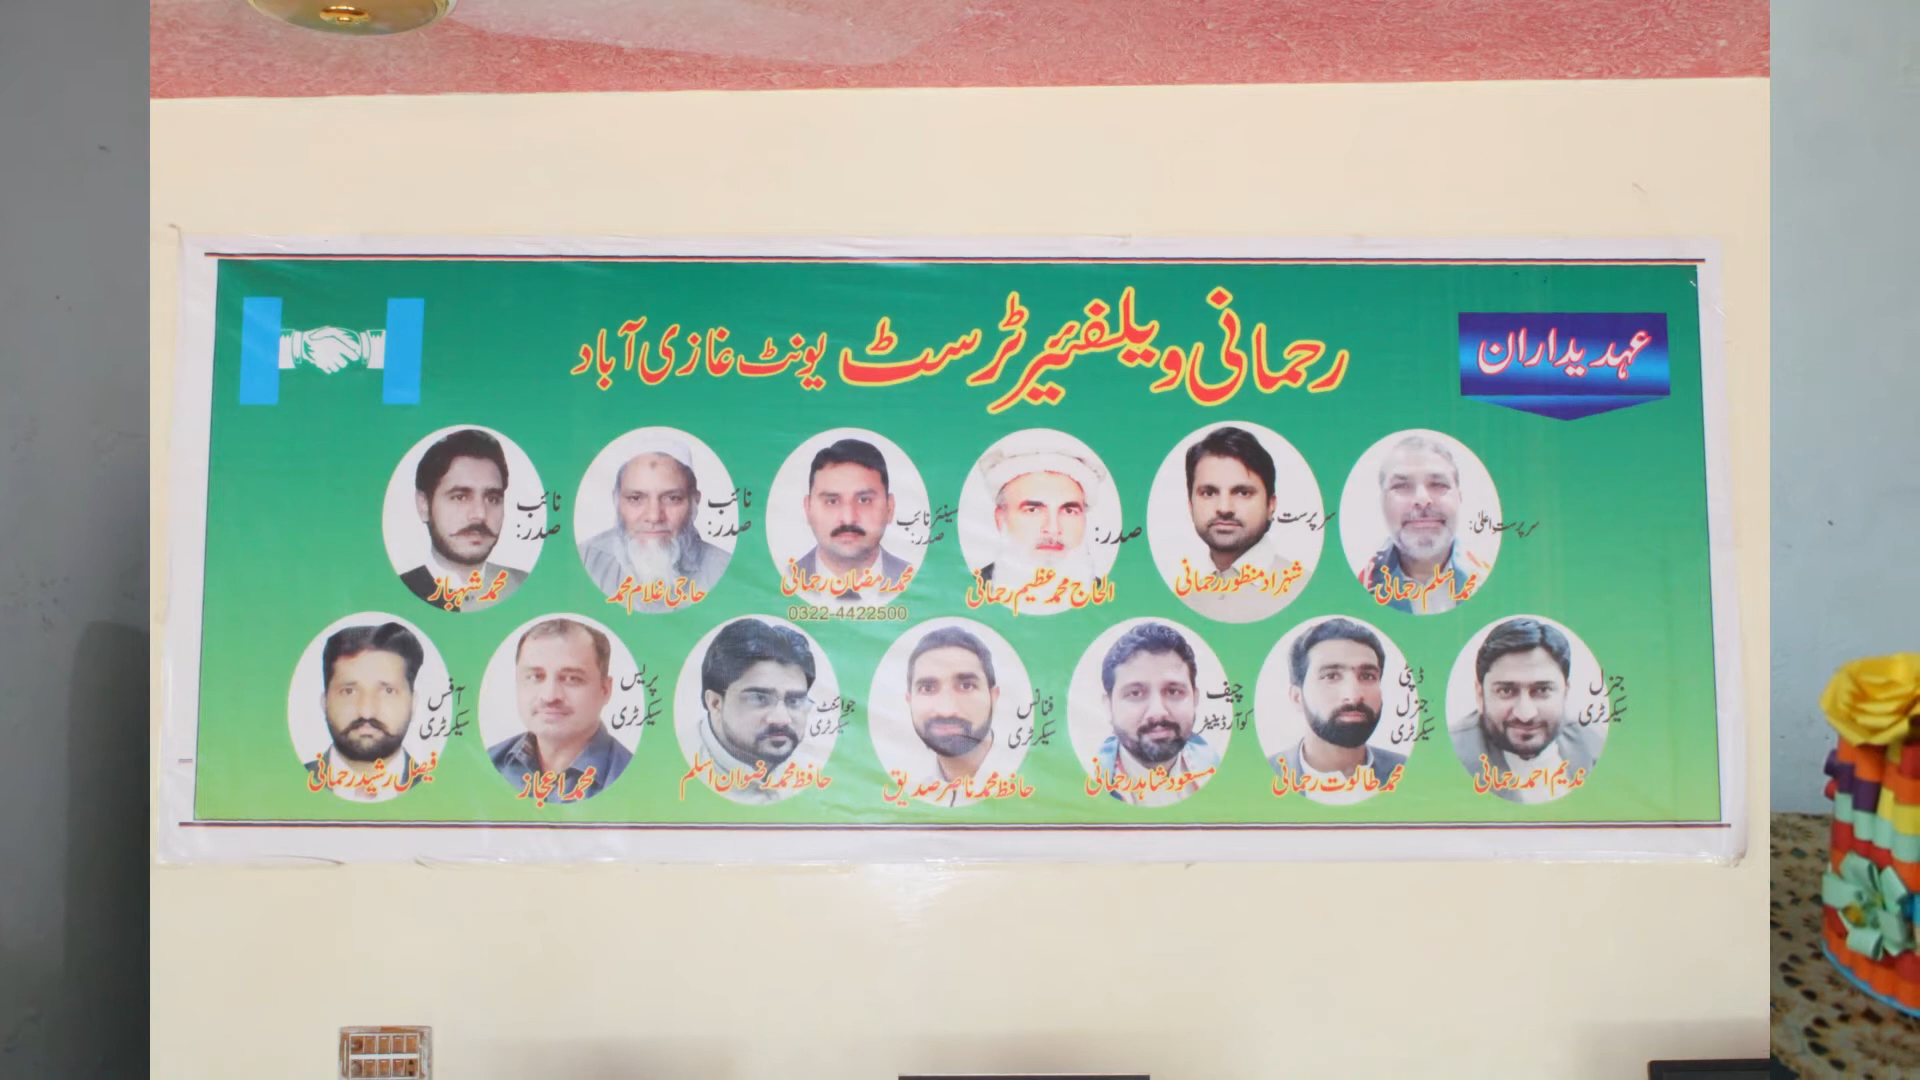 رحمانی ویلفئیر ٹرسٹ یونٹ غازی آباد
عہدیداران
سرپرست اعلیٰ:
محمد اسلم رحمانی
سرپرست:
شہزاد منظور رحمانی
صدر:
الحاج محمد عظیم رحمانی
سینئر نائب صدر:
محمد رمضان رحمانی
0322-4422500
نائب صدر:
حاجی غلام محمد
نائب صدر:
محمد شہباز
جنرل سیکرٹری
ندیم احمد رحمانی
ڈپٹی جنرل سیکرٹری
محمد طالوت رحمانی
چیف کوآرڈینیٹر
مسعود شاہد رحمانی
فنانس سیکرٹری
حافظ محمد ناصر صدیق
جوائنٹ سیکرٹری
حافظ محمد رضوان اسلم
پریس سیکرٹری
محمد اعجاز
آفس سیکرٹری
فیصل رشید رحمانی